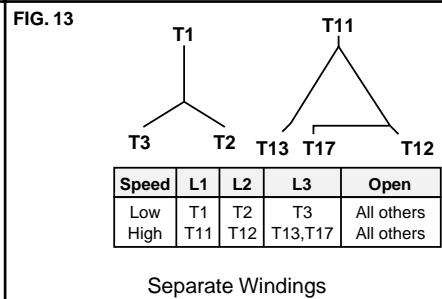 FIG. 13
T1
T11
T3 T2 T13 T17 T12
Speed L1 L2 L3 Open
Low T1 T2 T3 All others
High T11 T12 T13,T17 All others
Separate Windings